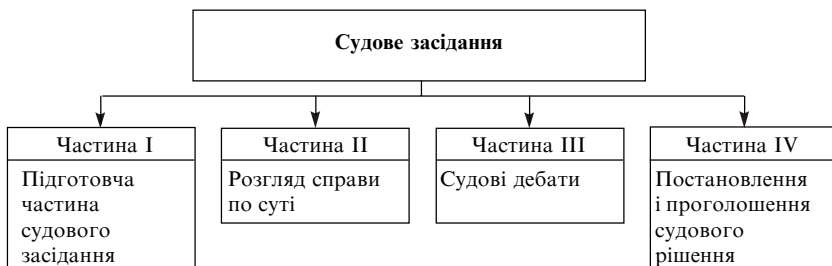 Судове засідання
Частина I
Підготовча
частина
судового
засідання
Частина II
Розгляд справи
по суті
Частина III
Судові дебати
Частина IV
Постановлення
і проголошення
судового
рішення